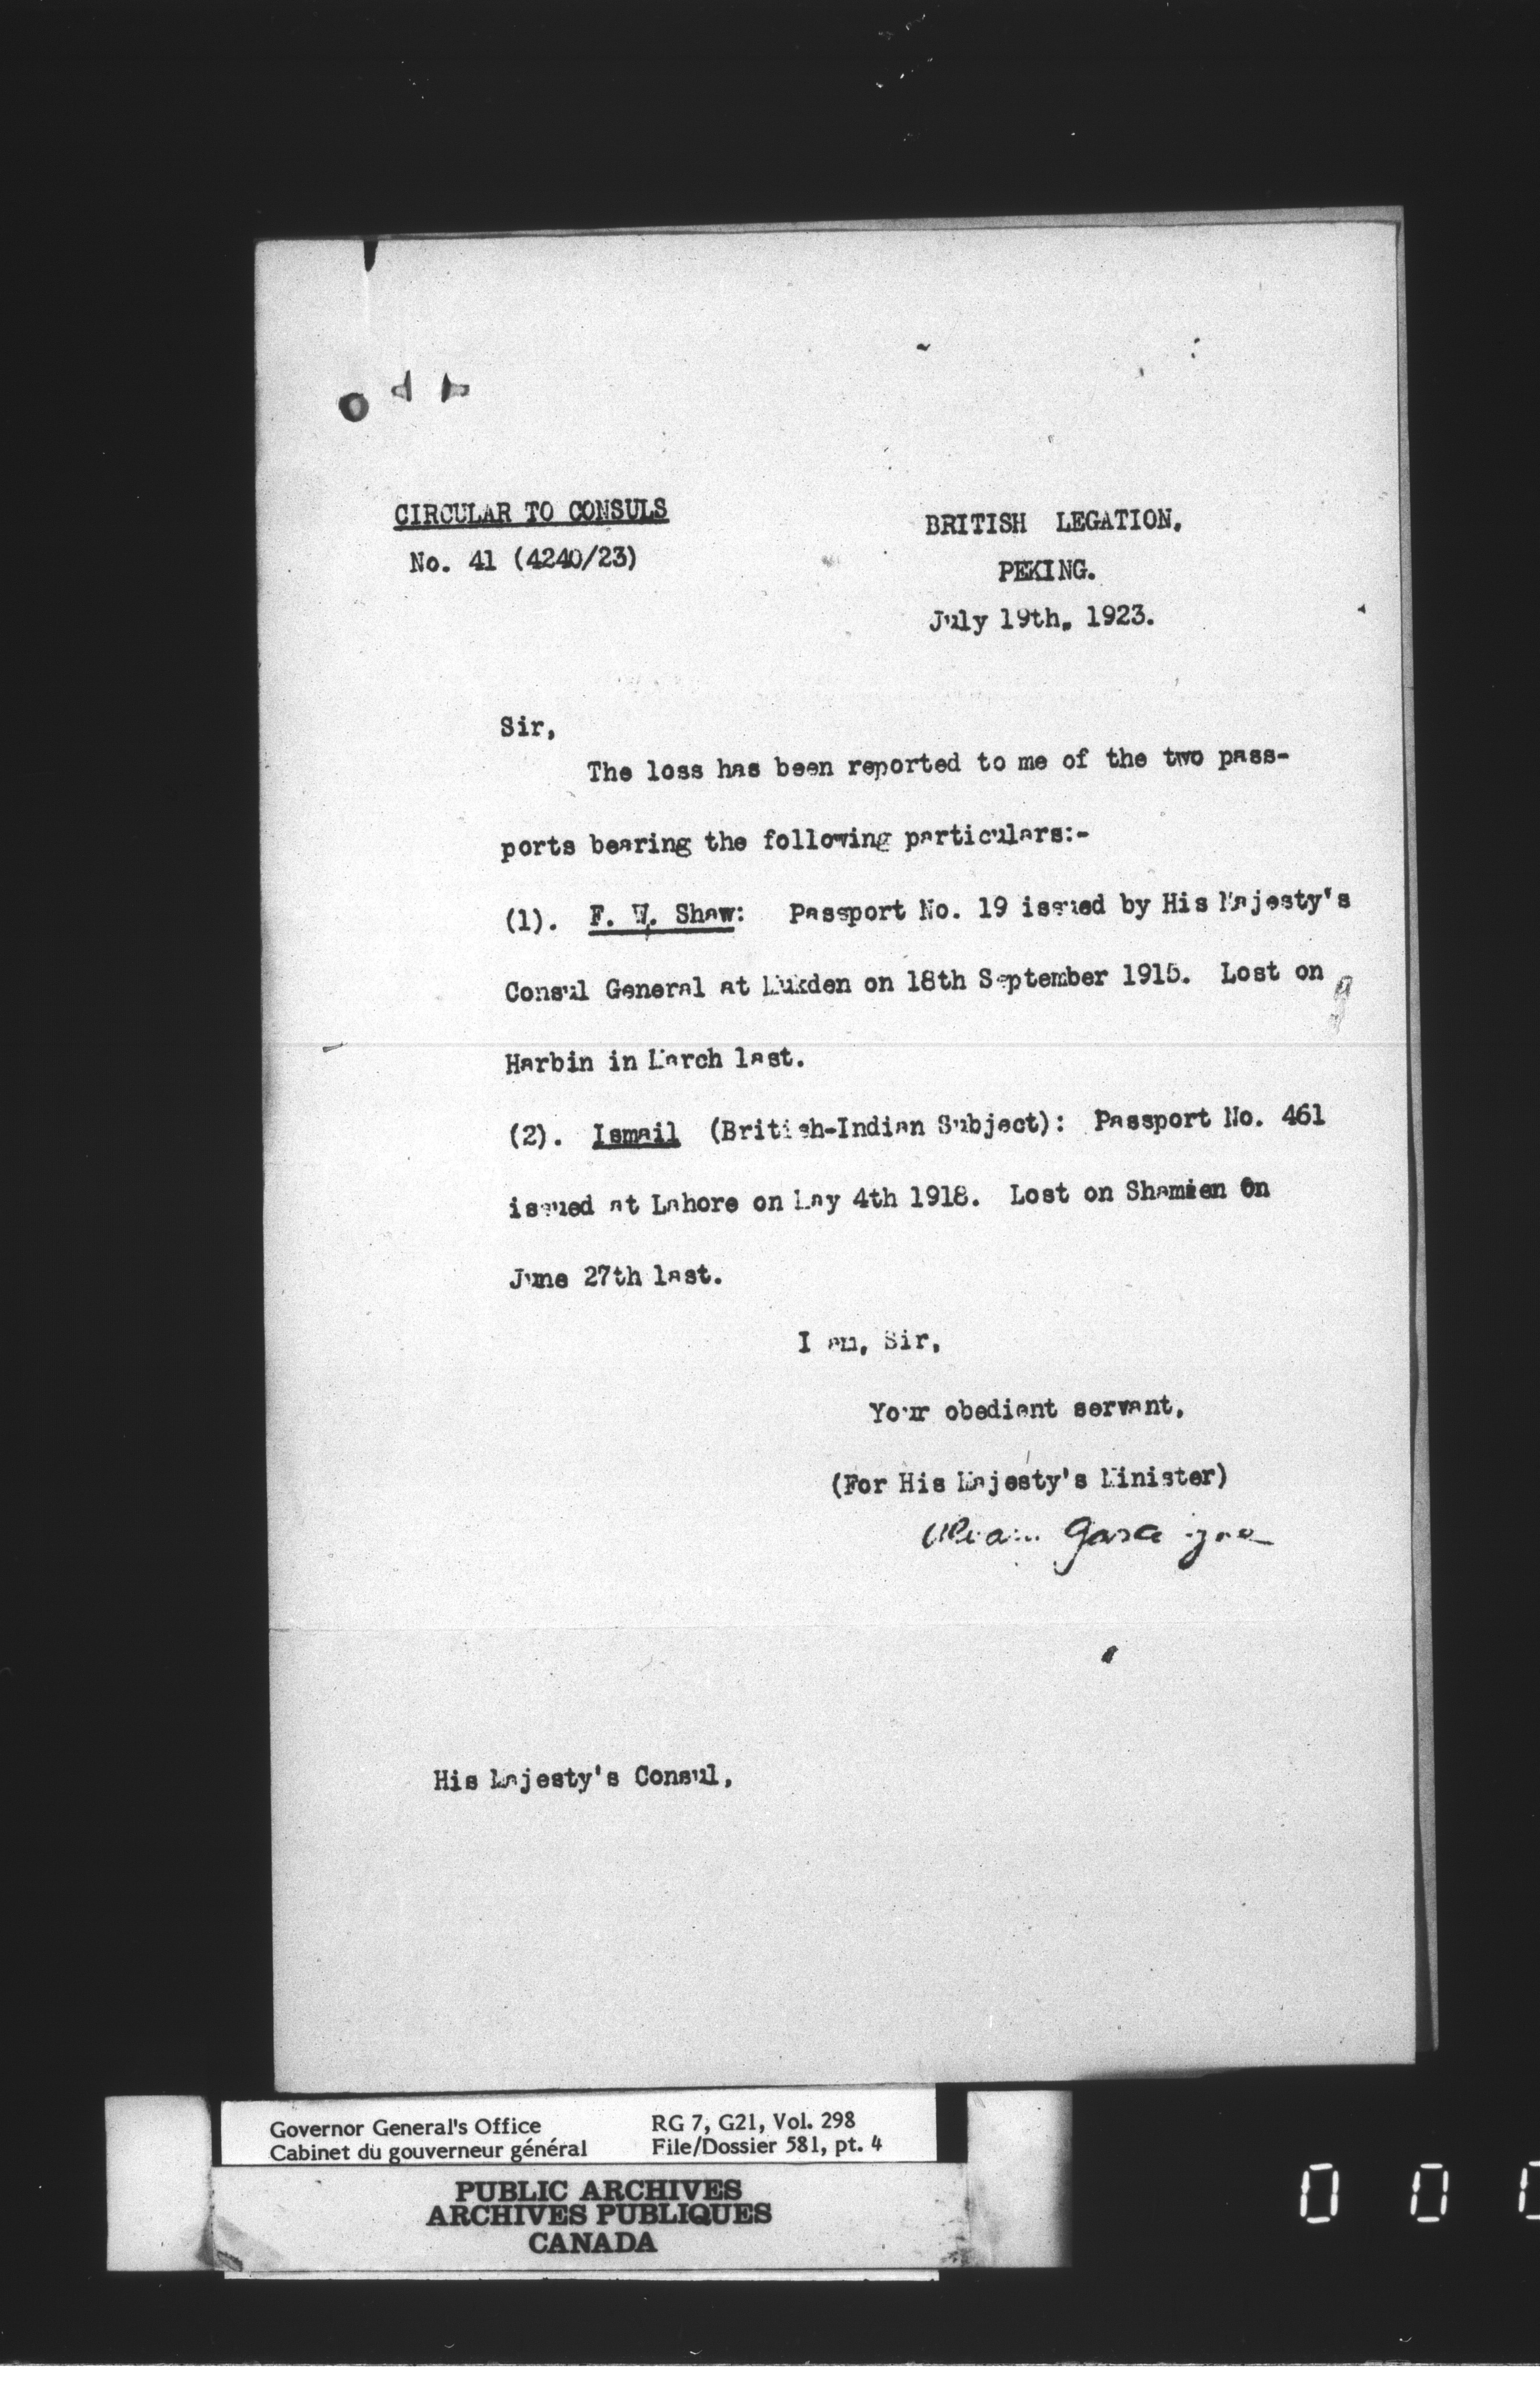 CIRCULAR TO CONSULS
No. 41 (4240/23)
BRITISH LEGATION,
PEKING.
July 19th, 1923.
Sir,
The loss has been reported to me of the two pass-
ports bearing the following particulars:-
(1). F. W. Shaw: Passport No. 19 issued by His Majesty's
Consul General at Mukden on 18th September 1915. Lost on
Harbin in March last.
(2). Ismail (British-Indian Subject): Passport No. 461
issued at Lahore on May 4th 1918. Lost on Shamien on
June 27th last.
I am, Sir,
Your obedient servant,
(For His Majesty's Minister)
His Majesty's Consul,
Governor General's Office
Cabinet du gouverneur général
RG 7, G21, Vol. 298
File/Dossier 581, pt. 4
PUBLIC ARCHIVES
ARCHIVES PUBLIQUES
CANADA
0 0 0